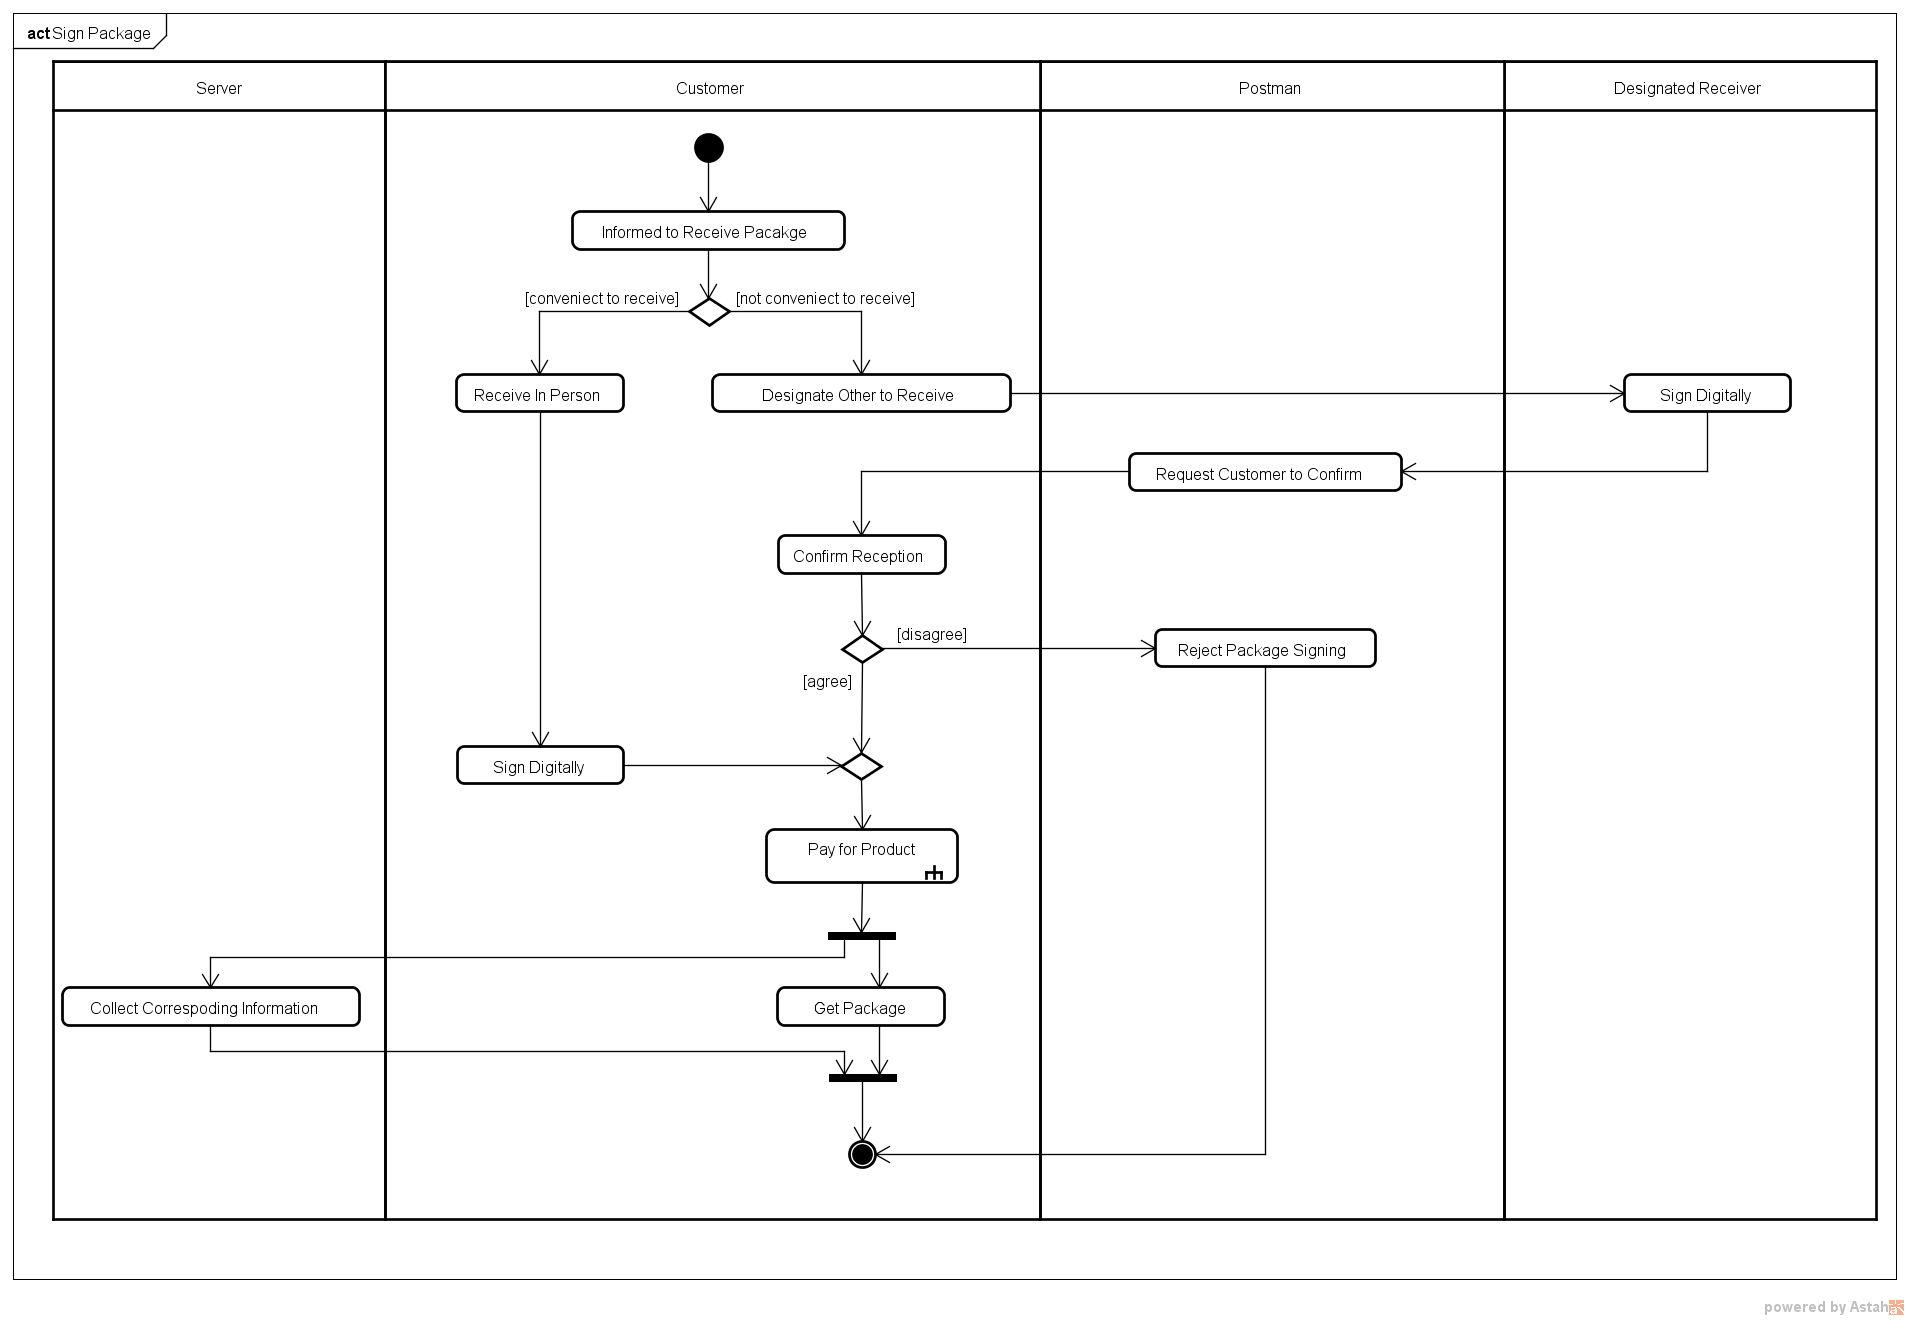 act Sign Package
Server
Customer
Postman
Designated Receiver
Informed to Receive Pacakge
[conveniect to receive]
[not conveniect to receive]
Receive In Person
Designate Other to Receive
Sign Digitally
Request Customer to Confirm
Confirm Reception
[disagree]
Reject Package Signing
[agree]
Sign Digitally
Pay for Product
Collect Correspoding Information
Get Package
powered by Astah